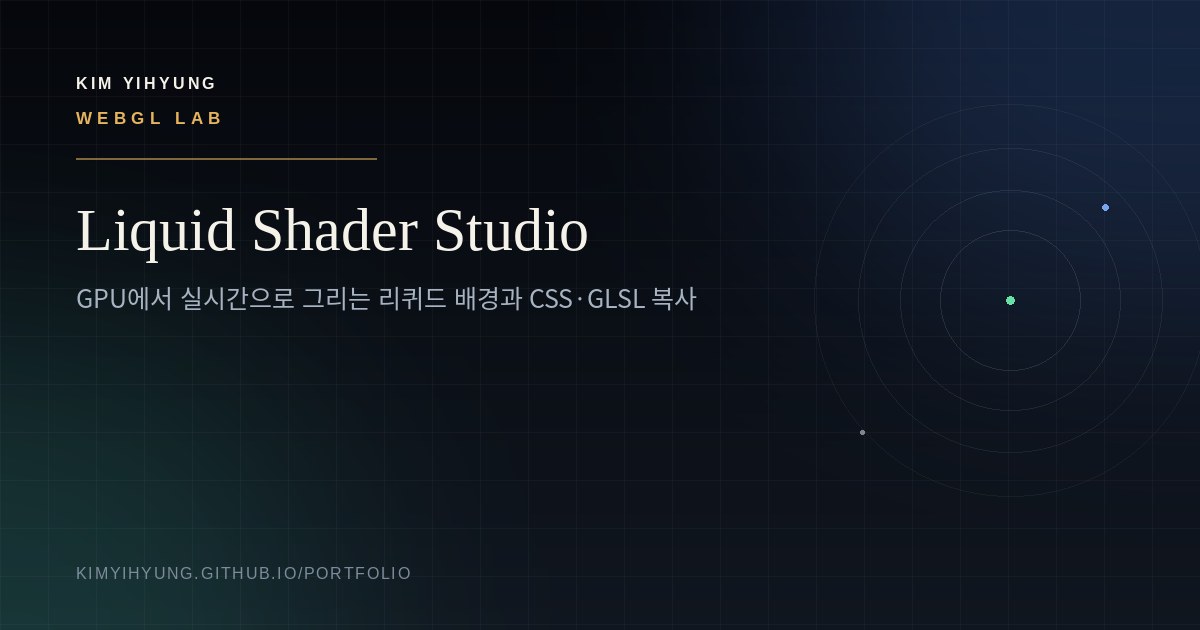 KIM YIHYUNG
WEBGL LAB
Liquid Shader Studio
GPU에서 실시간으로 그리는 리퀴드 배경과 CSS·GLSL 복사
KIMYIHYUNG.GITHUB.IO/PORTFOLIO